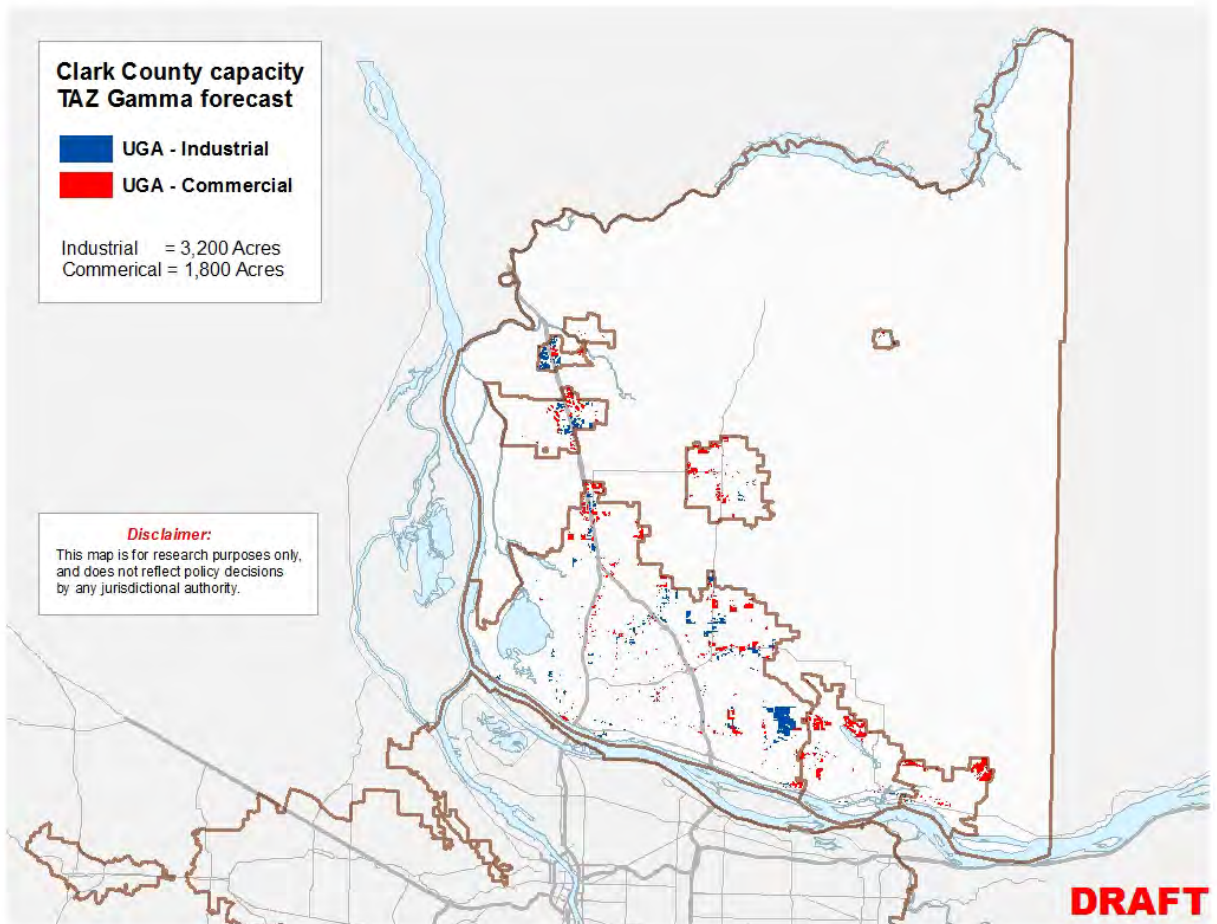 Clark County capacity
TAZ Gamma forecast
UGA - Industrial
UGA - Commercial
Industrial = 3,200 Acres
Commerical = 1,800 Acres
Disclaimer:
This map is for research purposes only,
and does not reflect policy decisions
by any jurisdictional authority.
DRAFT